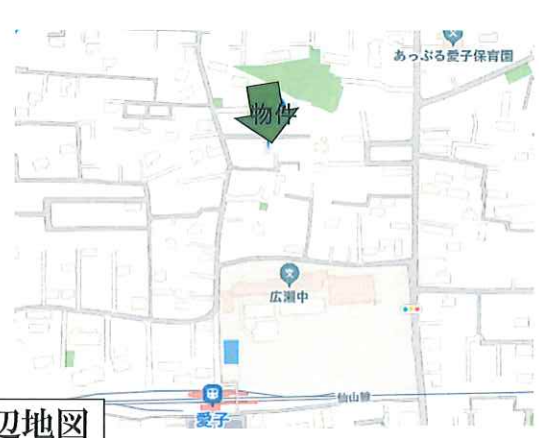 あっぷる愛子保育園
物件
広瀬中
仙山線
愛子
辺地図